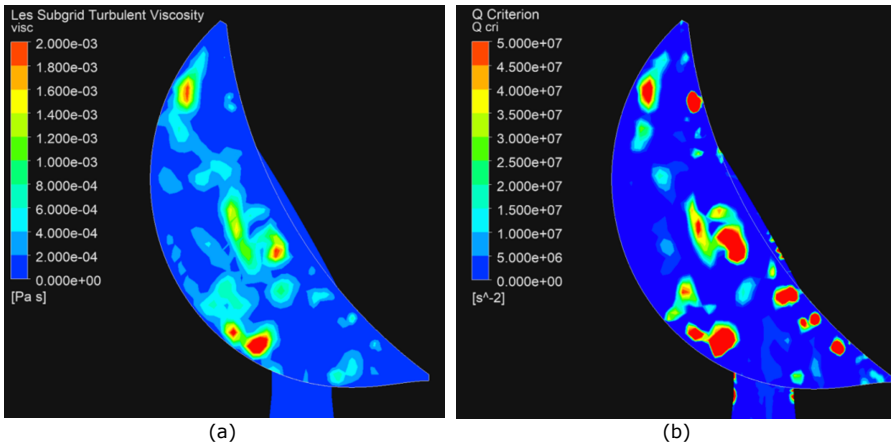 Les Subgrid Turbulent Viscosity
visc
2.000e-03
1.800e-03
1.600e-03
1.400e-03
1.200e-03
1.000e-03
8.000e-04
6.000e-04
4.000e-04
2.000e-04
0.000e+00
[Pa s]
(a)
Q Criterion
Q cri
5.000e+07
4.500e+07
4.000e+07
3.500e+07
3.000e+07
2.500e+07
2.000e+07
1.500e+07
1.000e+07
5.000e+06
0.000e+00
[s^-2]
(b)